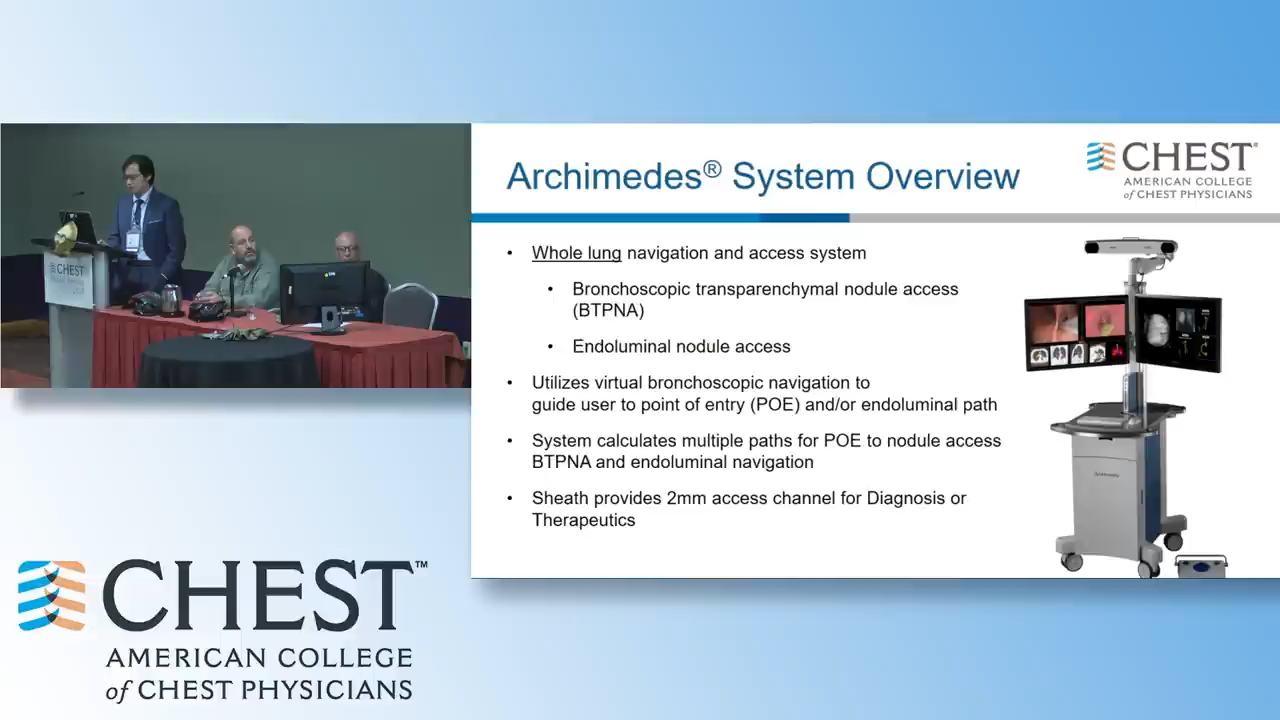 Archimedes® System Overview
CHEST®
AMERICAN COLLEGE
of CHEST PHYSICIANS
• Whole lung navigation and access system
• Bronchoscopic transparenchymal nodule access
(BTPNA)
• Endoluminal nodule access
• Utilizes virtual bronchoscopic navigation to
guide user to point of entry (POE) and/or endoluminal path
• System calculates multiple paths for POE to nodule access
BTPNA and endoluminal navigation
• Sheath provides 2mm access channel for Diagnosis or
Therapeutics
Archimedes
CHEST
CHEST™
AMERICAN COLLEGE
of CHEST PHYSICIANS